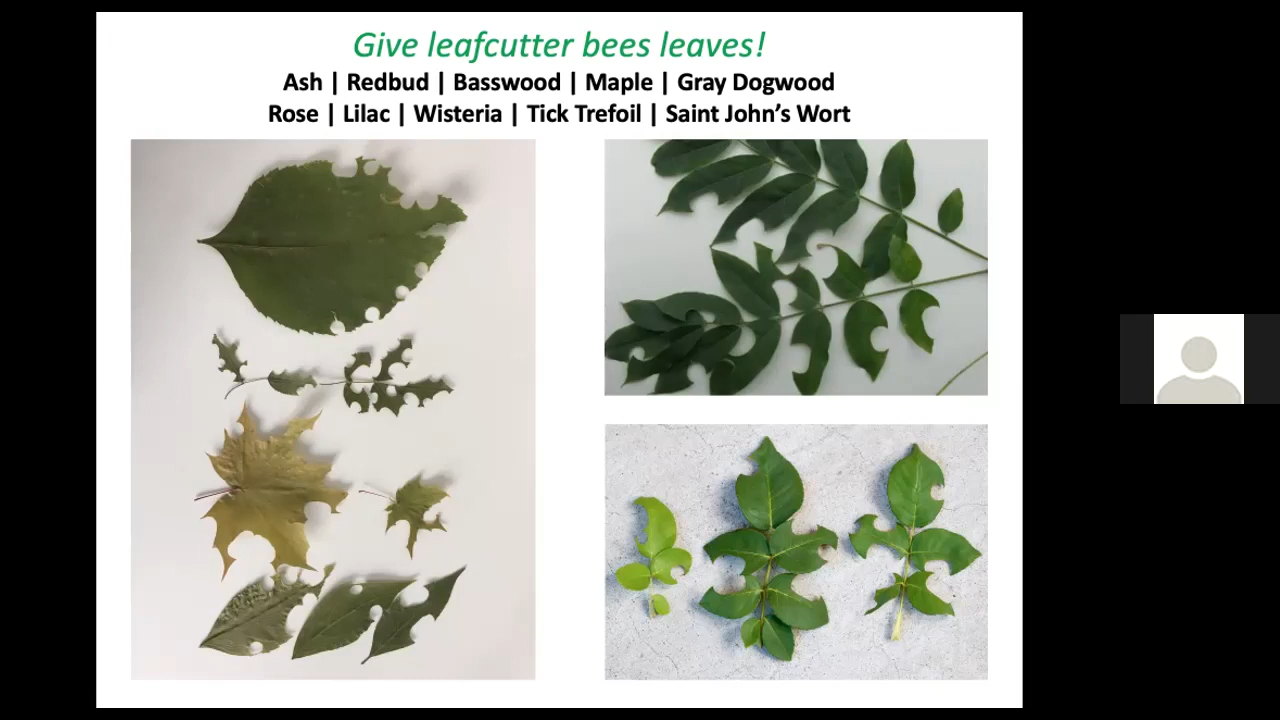 Give leafcutter bees leaves!
Ash | Redbud | Basswood | Maple | Gray Dogwood
Rose | Lilac | Wisteria | Tick Trefoil | Saint John’s Wort